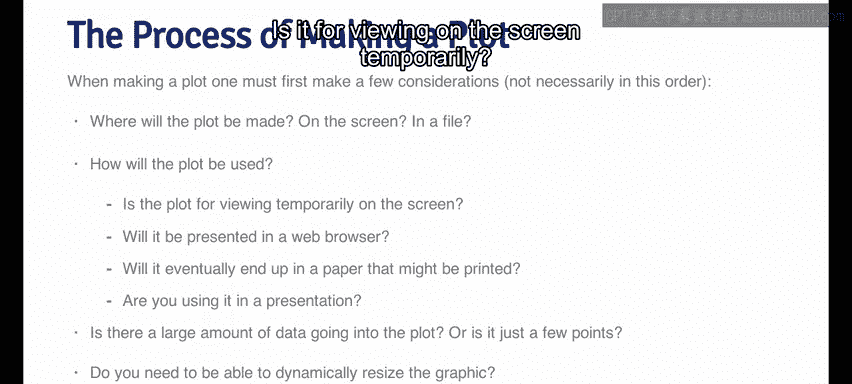 The Process of Making a Plot
Is it for viewing on the screen
temporarily?
When making a plot one must first make a few considerations (not necessarily in this order):
· Where will the plot be made? On the screen? In a file?
· How will the plot be used?
- Is the plot for viewing temporarily on the screen?
- Will it be presented in a web browser?
- Will it eventually end up in a paper that might be printed?
- Are you using it in a presentation?
· Is there a large amount of data going into the plot? Or is it just a few points?
· Do you need to be able to dynamically resize the graphic?